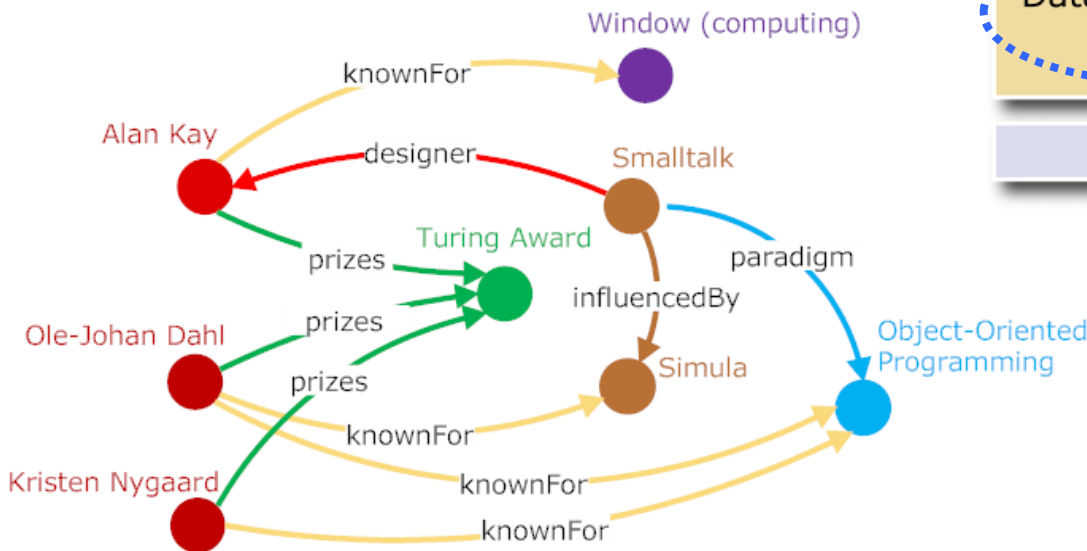 Window (computing)
knownFor
Alan Kay
designer
Smalltalk
Turing Award
prizes
paradigm
influencedBy
prizes
Ole-Johan Dahl
Object-Oriented
Programming
Simula
prizes
knownFor
Kristen Nygaard
knownFor
knownFor